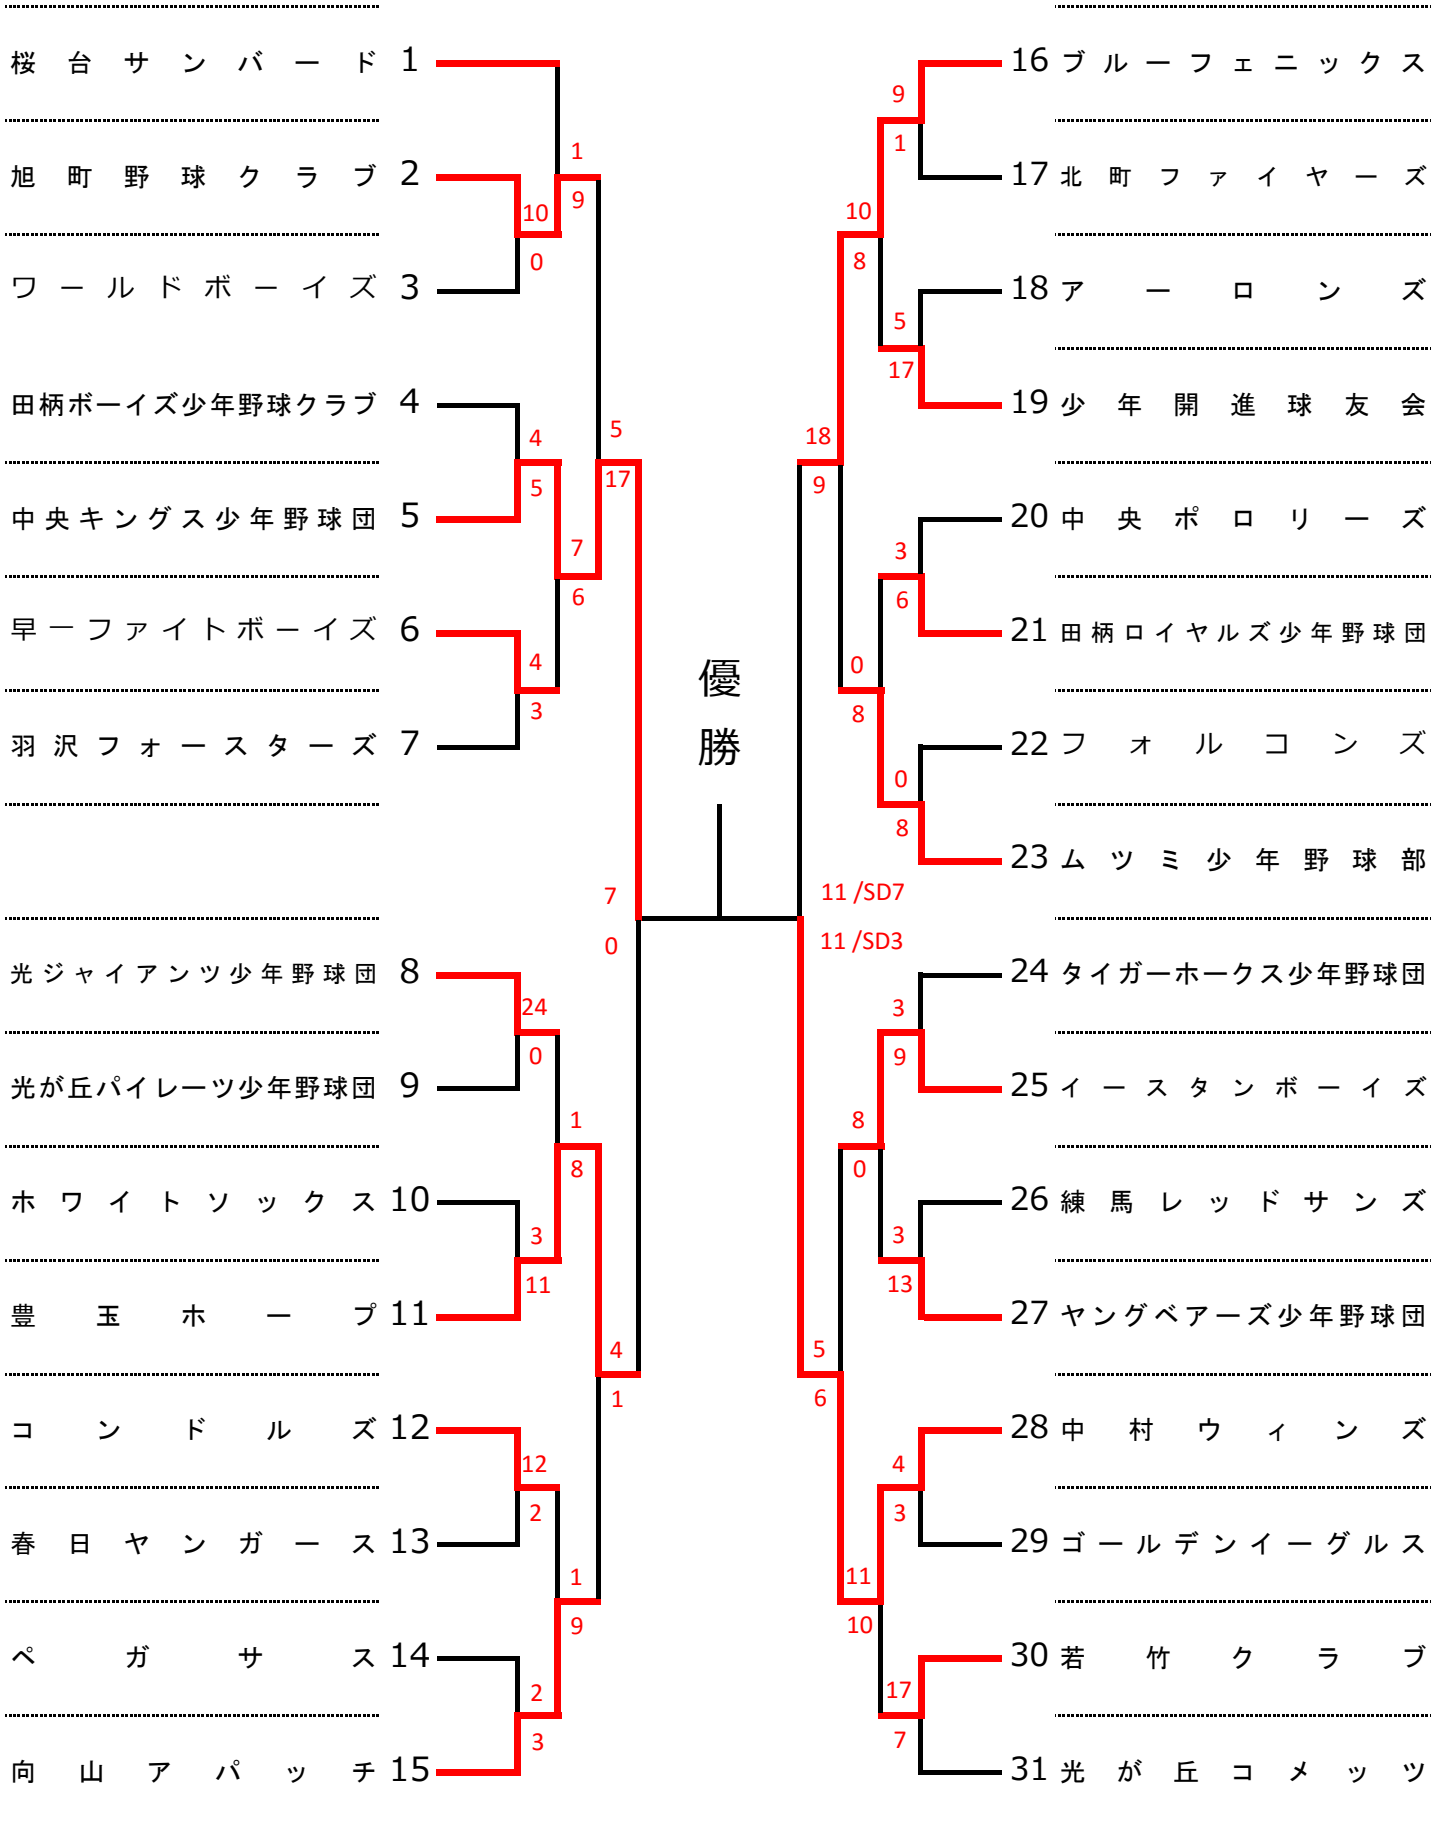 桜台サンバード 1
1
旭町野球クラブ 2
9
10
0
ワールドボーイズ 3
田柄ボーイズ少年野球クラブ 4
4
5
5
17
中央キングス少年野球団 5
7
6
早一ファイトボーイズ 6
4
3
羽沢フォースターズ 7
7
0
光ジャイアンツ少年野球団 8
24
0
光が丘パイレーツ少年野球団 9
1
8
ホワイトソックス 10
3
11
豊玉ホープ 11
4
1
コンドルズ 12
12
2
春日ヤンガース 13
1
9
ペガサス 14
2
3
向山アパッチ 15
優
勝
16 ブルーフェニックス
9
1
17 北町ファイヤーズ
10
8
18 アーロンズ
5
17
19 少年開進球友会
18
9
20 中央ポロリーズ
3
6
21 田柄ロイヤルズ少年野球団
0
8
22 フォルコンズ
0
8
23 ムツミ少年野球部
11 /SD7
11 /SD3
24 タイガーホークス少年野球団
3
9
25 イースタンボーイズ
8
0
26 練馬レッドサンズ
3
13
27 ヤングベアーズ少年野球団
5
6
28 中村ウィンズ
4
3
29 ゴールデンイーグルス
11
10
30 若竹クラブ
17
7
31 光が丘コメッツ